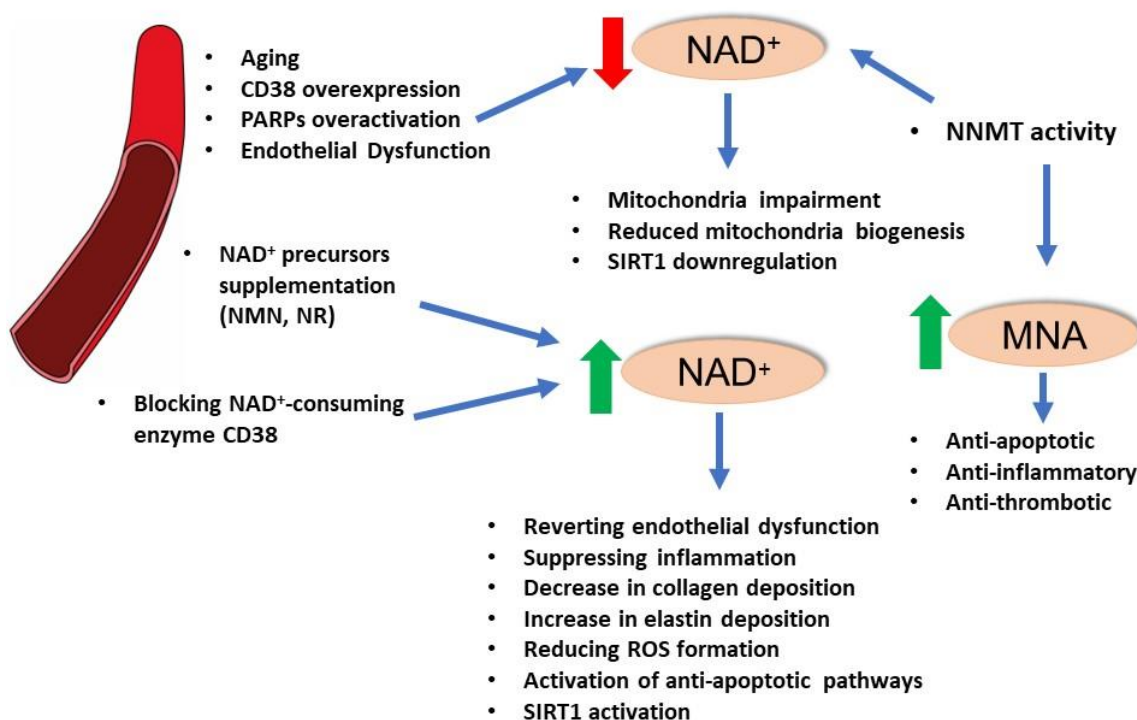 • Aging
• CD38 overexpression
• PARPs overactivation
• Endothelial Dysfunction
NAD⁺
• NNMT activity
• Mitochondria impairment
• Reduced mitochondria biogenesis
• SIRT1 downregulation
• NAD⁺ precursors
supplementation
(NMN, NR)
• Blocking NAD⁺-consuming
enzyme CD38
NAD⁺
MNA
• Anti-apoptotic
• Anti-inflammatory
• Anti-thrombotic
• Reverting endothelial dysfunction
• Suppressing inflammation
• Decrease in collagen deposition
• Increase in elastin deposition
• Reducing ROS formation
• Activation of anti-apoptotic pathways
• SIRT1 activation